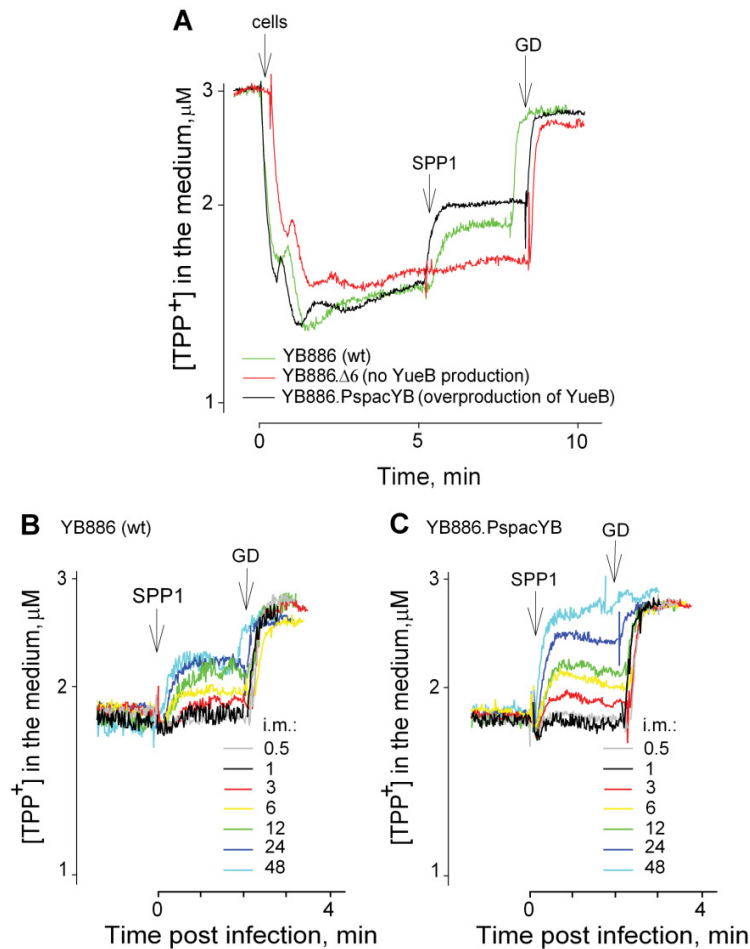 A
cells
GD
SPP1
3
2
1
[TPP+] in the medium,μM
YB886 (wt)
YB886.Δ6 (no YueB production)
YB886.PspacYB (overproduction of YueB)
0
5
10
Time, min
B YB886 (wt)
SPP1
GD
3
2
1
[TPP+] in the medium,μM
i.m.:
0.5
1
3
6
12
24
48
0
4
Time post infection, min
C YB886.PspacYB
SPP1
GD
3
2
1
[TPP+] in the medium,μM
i.m.:
0.5
1
3
6
12
24
48
0
4
Time post infection, min